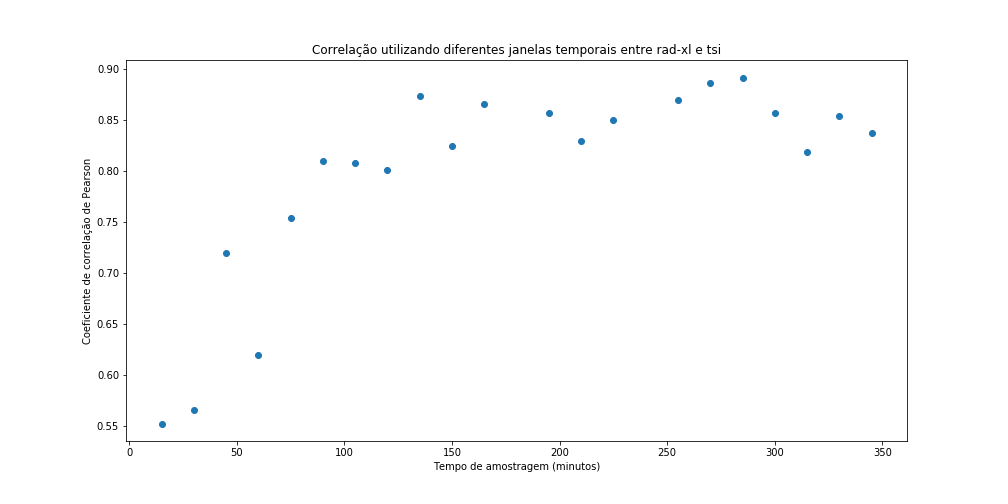 Correlação utilizando diferentes janelas temporais entre rad-xl e tsi
0.90
0.85
0.80
0.75
0.70
0.65
0.60
0.55
Coeficiente de correlação de Pearson
0 50 100 150 200 250 300 350
Tempo de amostragem (minutos)